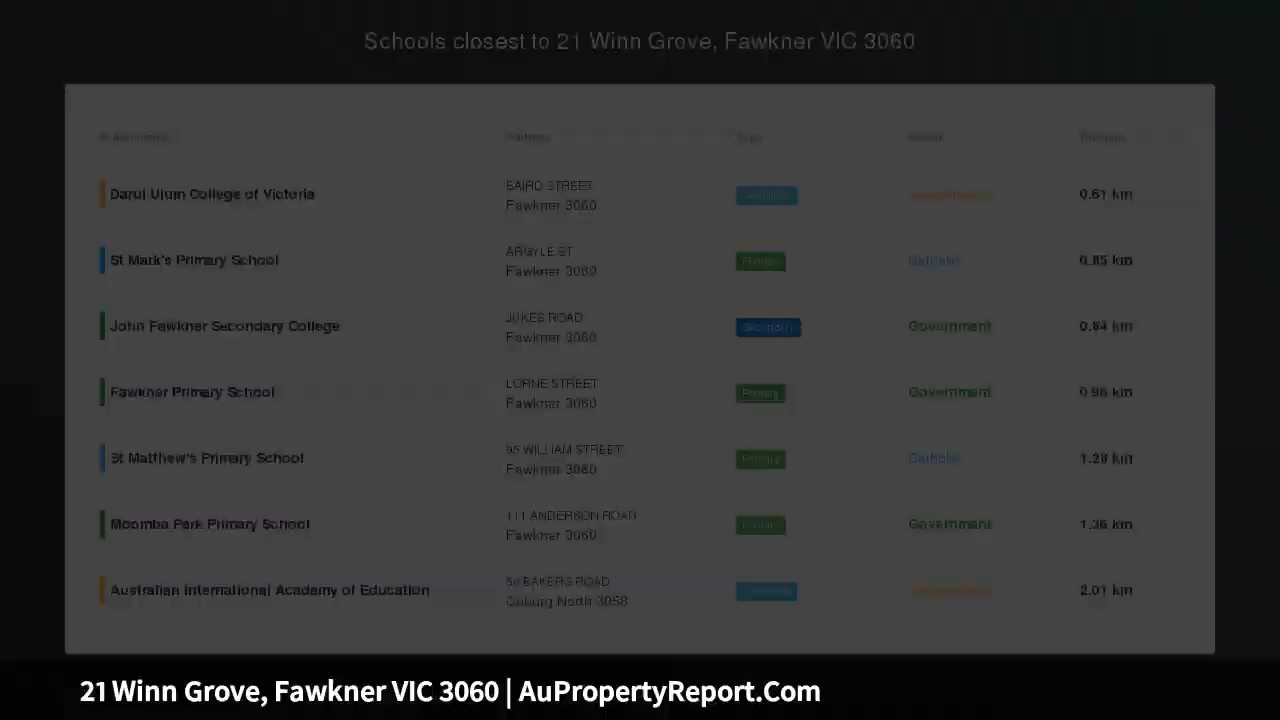 Schools closest to 21 Winn Grove, Fawkner VIC 3060
Address Type Sector Distance
Darul Ulum College of Victoria BAIRD STREET Fawkner 3060 0.61 km
St Mark's Primary School ARGYLE ST Fawkner 3060 Primary Catholic 0.85 km
John Fawkner Secondary College JUKES ROAD Fawkner 3060 Secondary Government 0.84 km
Fawkner Primary School LORNE STREET Fawkner 3060 Primary Government 0.96 km
St Matthew's Primary School 95 WILLIAM STREET Fawkner 3060 Primary Catholic 1.28 km
Moomba Park Primary School 111 ANDERSON ROAD Fawkner 3060 Primary Government 1.36 km
Australian International Academy of Education 56 BAKERS ROAD Coburg North 3058 2.01 km
21 Winn Grove, Fawkner VIC 3060 | AuPropertyReport.Com